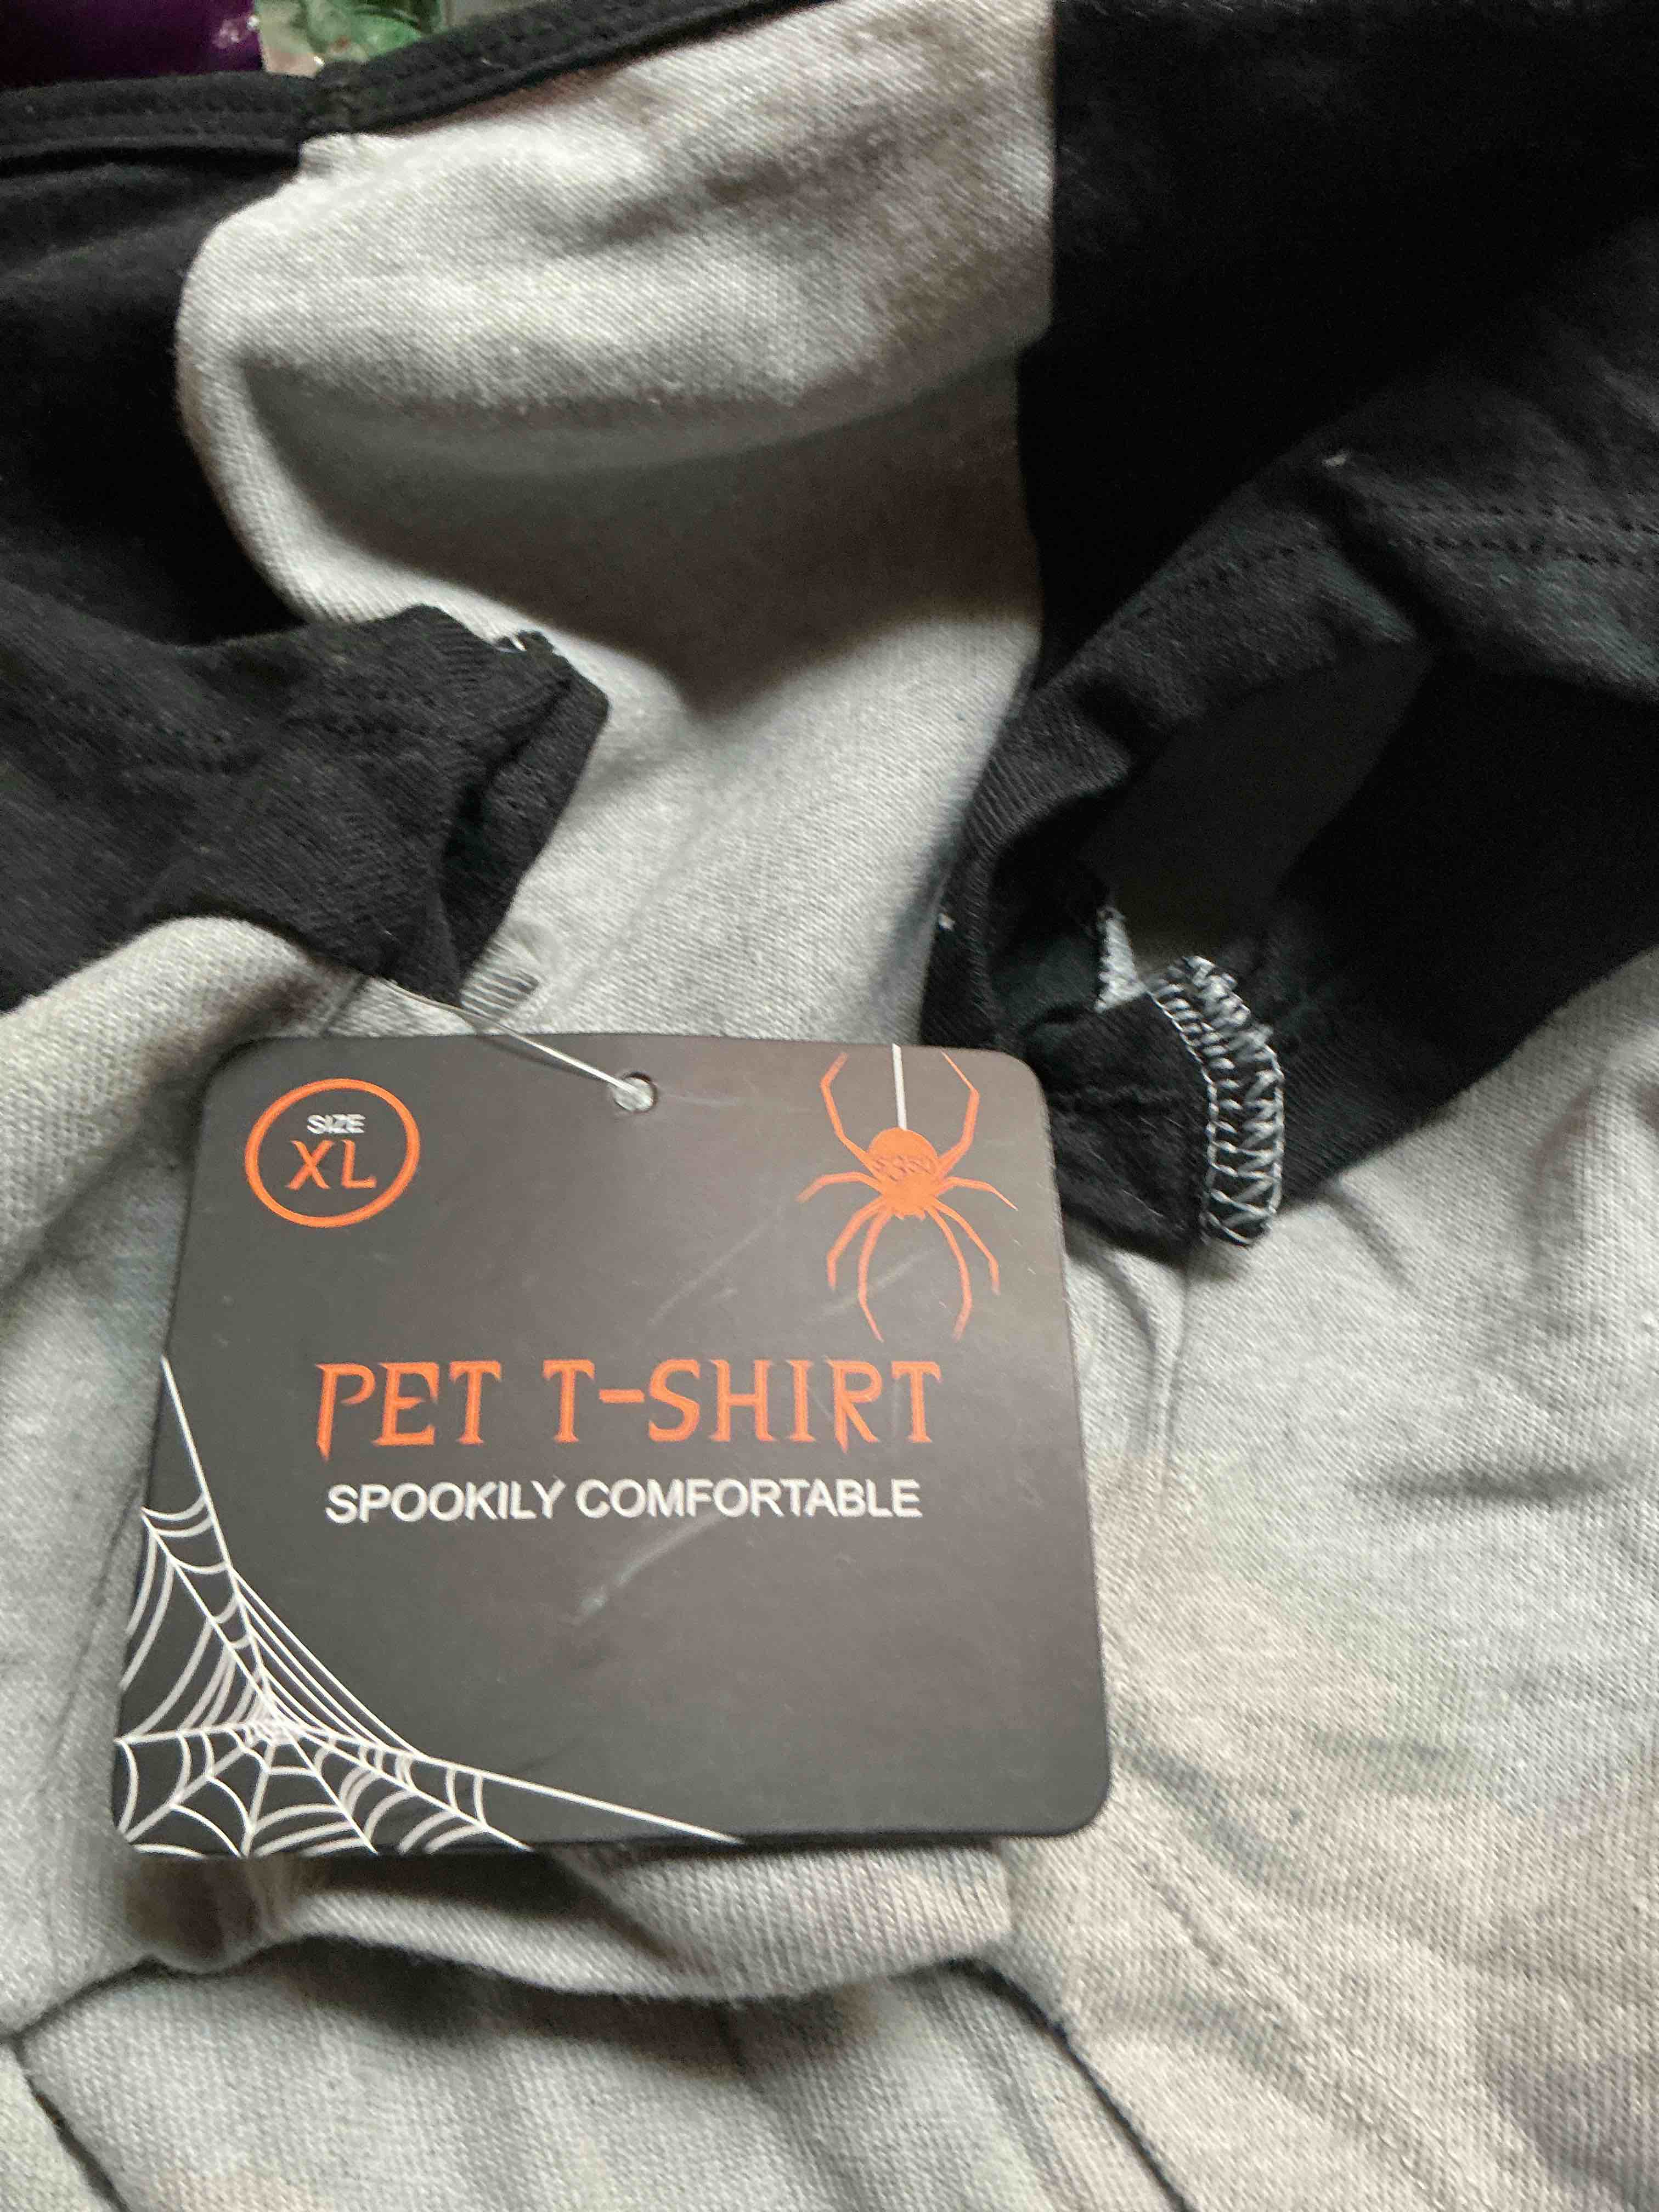 SIZE
XL
PET T-SHIRT
SPOOKILY COMFORTABLE